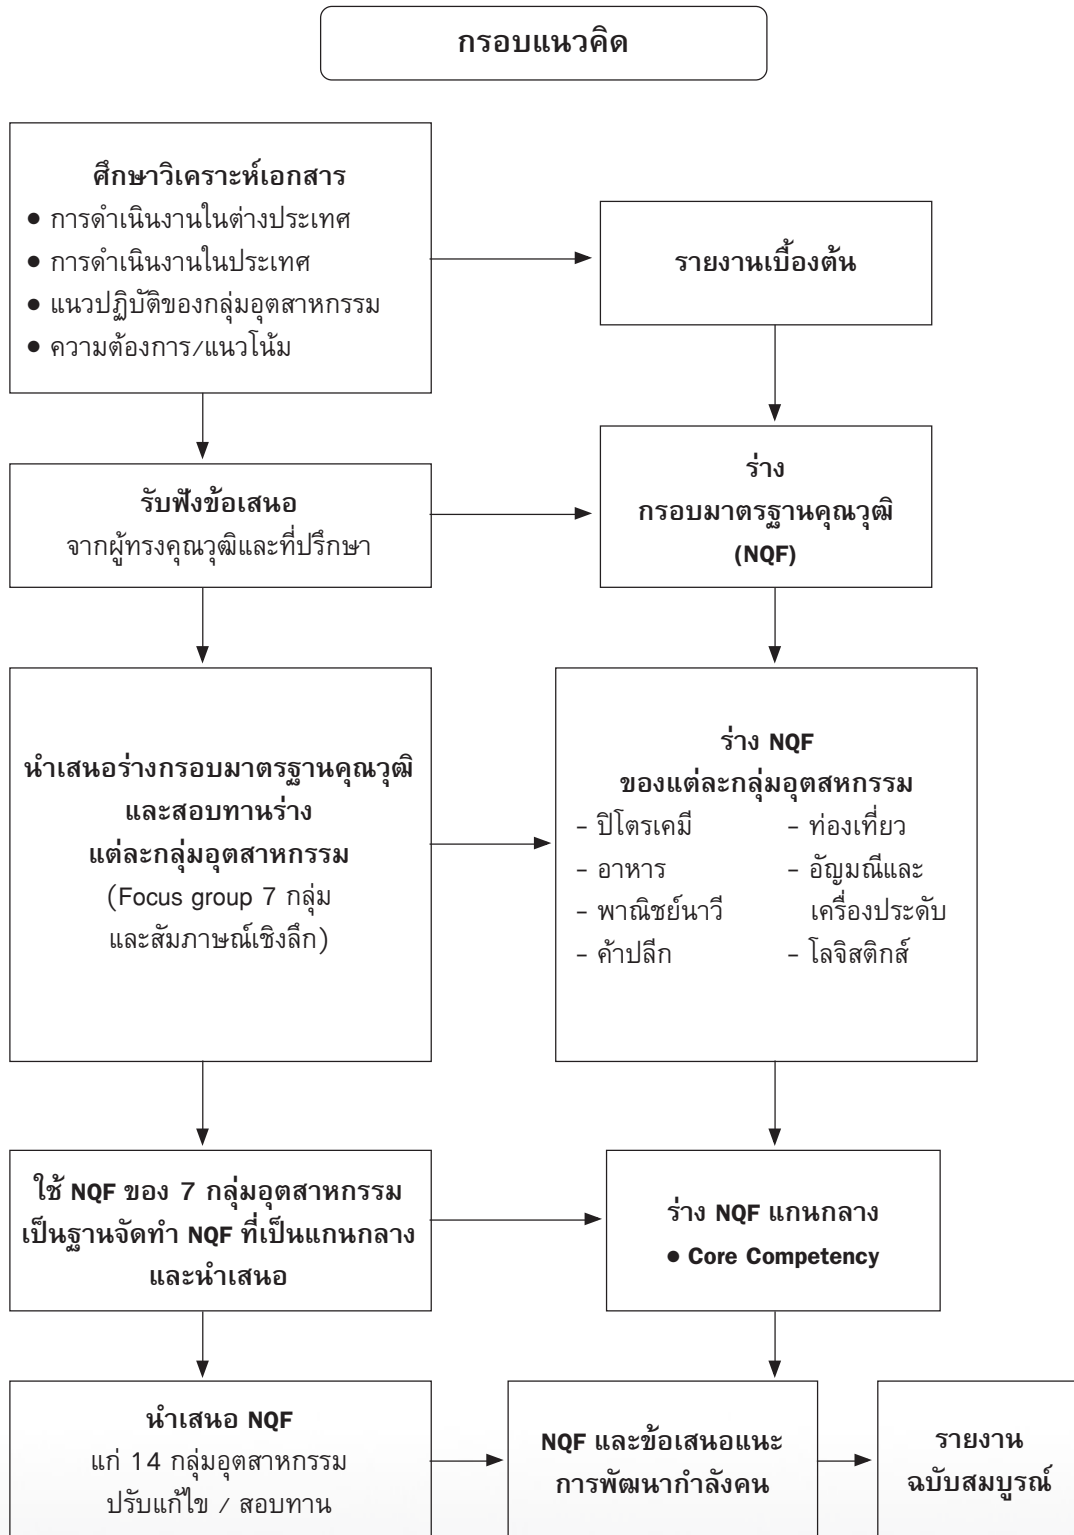 กรอบแนวคิด
ศึกษาวิเคราะห์เอกสาร
● การดำเนินงานในต่างประเทศ
● การดำเนินงานในประเทศ
● แนวปฏิบัติของกลุ่มอุตสาหกรรม
● ความต้องการ/แนวโน้ม
รายงานเบื้องต้น
รับฟังข้อเสนอ
จากผู้ทรงคุณวุฒิและที่ปรึกษา
ร่าง
กรอบมาตรฐานคุณวุฒิ
(NQF)
นำเสนอร่างกรอบมาตรฐานคุณวุฒิ
และสอบทานร่าง
แต่ละกลุ่มอุตสาหกรรม
(Focus group 7 กลุ่ม
และสัมภาษณ์เชิงลึก)
ร่าง NQF
ของแต่ละกลุ่มอุตสหกรรม
- ปิโตรเคมี
- อาหาร
- พาณิชย์นาวี
- ค้าปลีก
- ท่องเที่ยว
- อัญมณีและ
เครื่องประดับ
- โลจิสติกส์
ใช้ NQF ของ 7 กลุ่มอุตสาหกรรม
เป็นฐานจัดทำ NQF ที่เป็นแกนกลาง
และนำเสนอ
ร่าง NQF แกนกลาง
● Core Competency
นำเสนอ NQF
แก่ 14 กลุ่มอุตสาหกรรม
ปรับแก้ไข / สอบทาน
NQF และข้อเสนอแนะ
การพัฒนากำลังคน
รายงาน
ฉบับสมบูรณ์